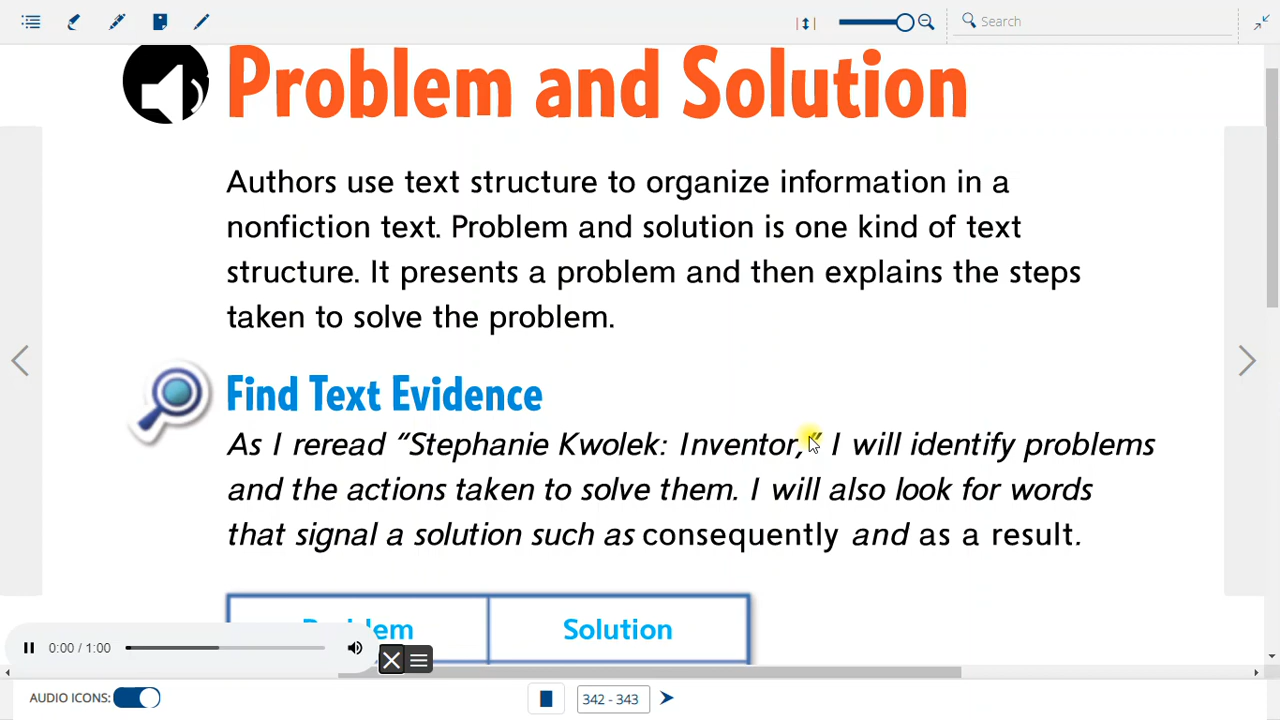 Search
Problem and Solution
Authors use text structure to organize information in a
nonfiction text. Problem and solution is one kind of text
structure. It presents a problem and then explains the steps
taken to solve the problem.
Find Text Evidence
As I reread “Stephanie Kwolek: Inventor,” I will identify problems
and the actions taken to solve them. I will also look for words
that signal a solution such as consequently and as a result.
Problem Solution
0:00 / 1:00
AUDIO ICONS: 342 - 343